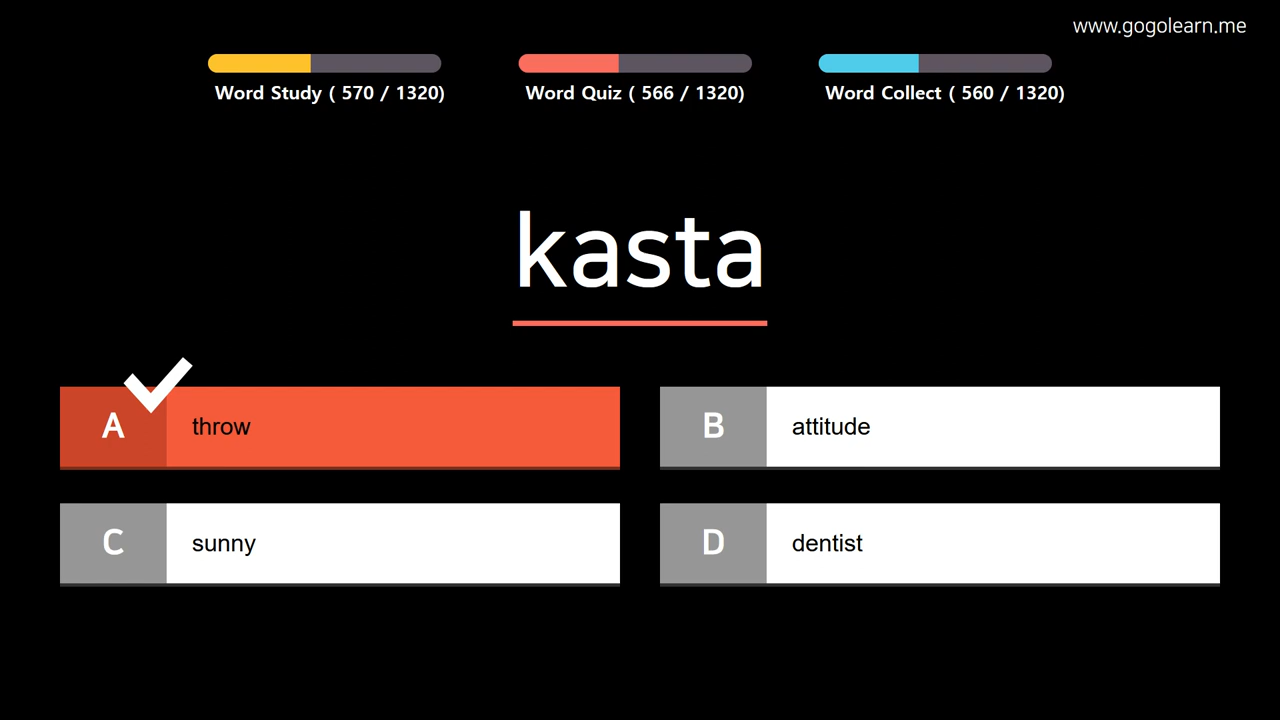 www.gogolearn.me
Word Study ( 570 / 1320)
Word Quiz ( 566 / 1320)
Word Collect ( 560 / 1320)
kasta
A throw
B attitude
C sunny
D dentist